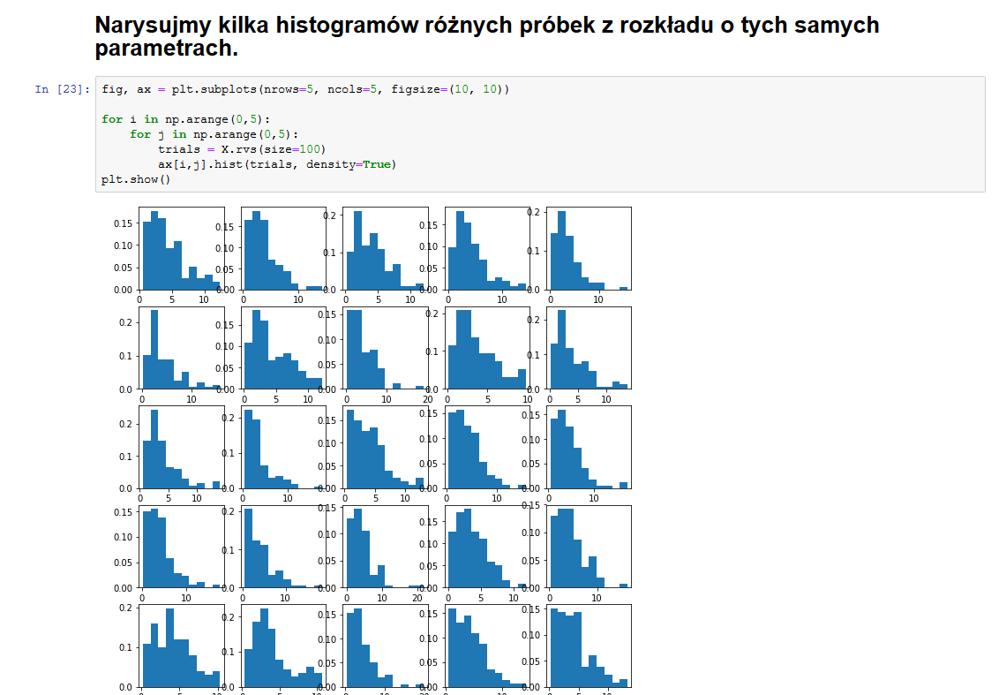 Narysujmy kilka histogramów różnych próbek z rozkładu o tych samych
parametrach.
In [23]: fig, ax = plt.subplots(nrows=5, ncols=5, figsize=(10, 10))
for i in np.arange(0,5):
    for j in np.arange(0,5):
        trials = X.rvs(size=100)
        ax[i,j].hist(trials, density=True)
plt.show()
0.15 0.10 0.05 0.00
0 5 10
0.15 0.10 0.05 0.00
0 10
0.2 0.1 0.0
0 5 10
0.15 0.10 0.05 0.00
0 10
0.2 0.1 0.0
0 10
0.2 0.1 0.0
0 10
0.15 0.10 0.05 0.00
0 5 10
0.15 0.10 0.05 0.00
0 10 20
0.2 0.1 0.0
0 5 10
0.2 0.1 0.0
0 5 10
0.2 0.1 0.0
0 5 10
0.2 0.1 0.0
0 10
0.15 0.10 0.05 0.00
0 5 10
0.15 0.10 0.05 0.00
0 10
0.15 0.10 0.05 0.00
0 10
0.15 0.10 0.05 0.00
0 10
0.2 0.1 0.0
0 10
0.15 0.10 0.05 0.00
0 10 20
0.15 0.10 0.05 0.00
0 5 10
0.15 0.10 0.05 0.00
0 10
0.2 0.1 0.0
0 5 10
0.2 0.1 0.0
0 5 10
0.15 0.10 0.05 0.00
0 10 20
0.15 0.10 0.05 0.00
0 10
0.15 0.10 0.05 0.00
0 5 10